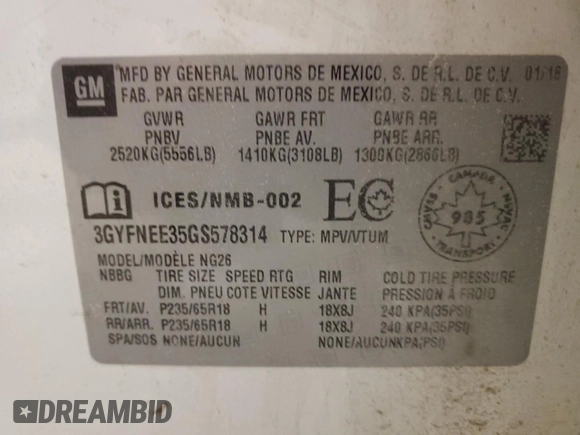 GM
MFD BY GENERAL MOTORS DE MEXICO, S. DE R.L. DE C.V. 01/16
FAB. PAR GENERAL MOTORS DE MEXICO, S. DE R.L. DE C.V.
GVWR GAWR FRT GAWR RR
PNBV PNBE AV. PNBE ARR.
2520KG(5556LB) 1410KG(3108LB) 1300KG(2866LB)
i ICES/NMB-002 EC
CANADA
CMVSS NSVAC
985
TRANSPORT
3GYFNEE35GS578314 TYPE: MPV/VTUM
MODEL/MODÈLE NG26
NBBG TIRE SIZE SPEED RTG RIM COLD TIRE PRESSURE
DIM. PNEU COTE VITESSE JANTE PRESSION À FROID
FRT/AV. P235/65R18 H 18X8J 240 KPA(35PSI)
RR/ARR. P235/65R18 H 18X8J 240 KPA(35PSI)
SPA/SOS NONE/AUCUN NONE/AUCUNKPA(PSI)
DREAMBID